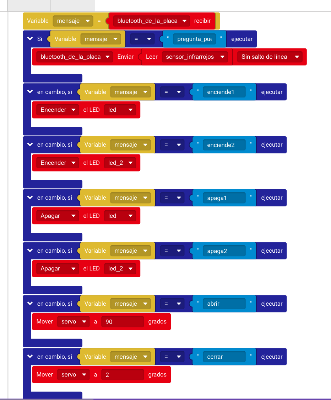 Variable mensaje = bluetooth_de_la_placa recibir
Si Variable mensaje = " pregunta_pue " ejecutar
bluetooth_de_la_placa Enviar Leer sensor_infrarrojos Sin salto de línea
en cambio, si Variable mensaje = " enciende1 " ejecutar
Encender el LED led
en cambio, si Variable mensaje = " enciende2 " ejecutar
Encender el LED led_2
en cambio, si Variable mensaje = " apaga1 " ejecutar
Apagar el LED led
en cambio, si Variable mensaje = " apaga2 " ejecutar
Apagar el LED led_2
en cambio, si Variable mensaje = " abrir " ejecutar
Mover servo a 90 grados
en cambio, si Variable mensaje = " cerrar " ejecutar
Mover servo a 2 grados